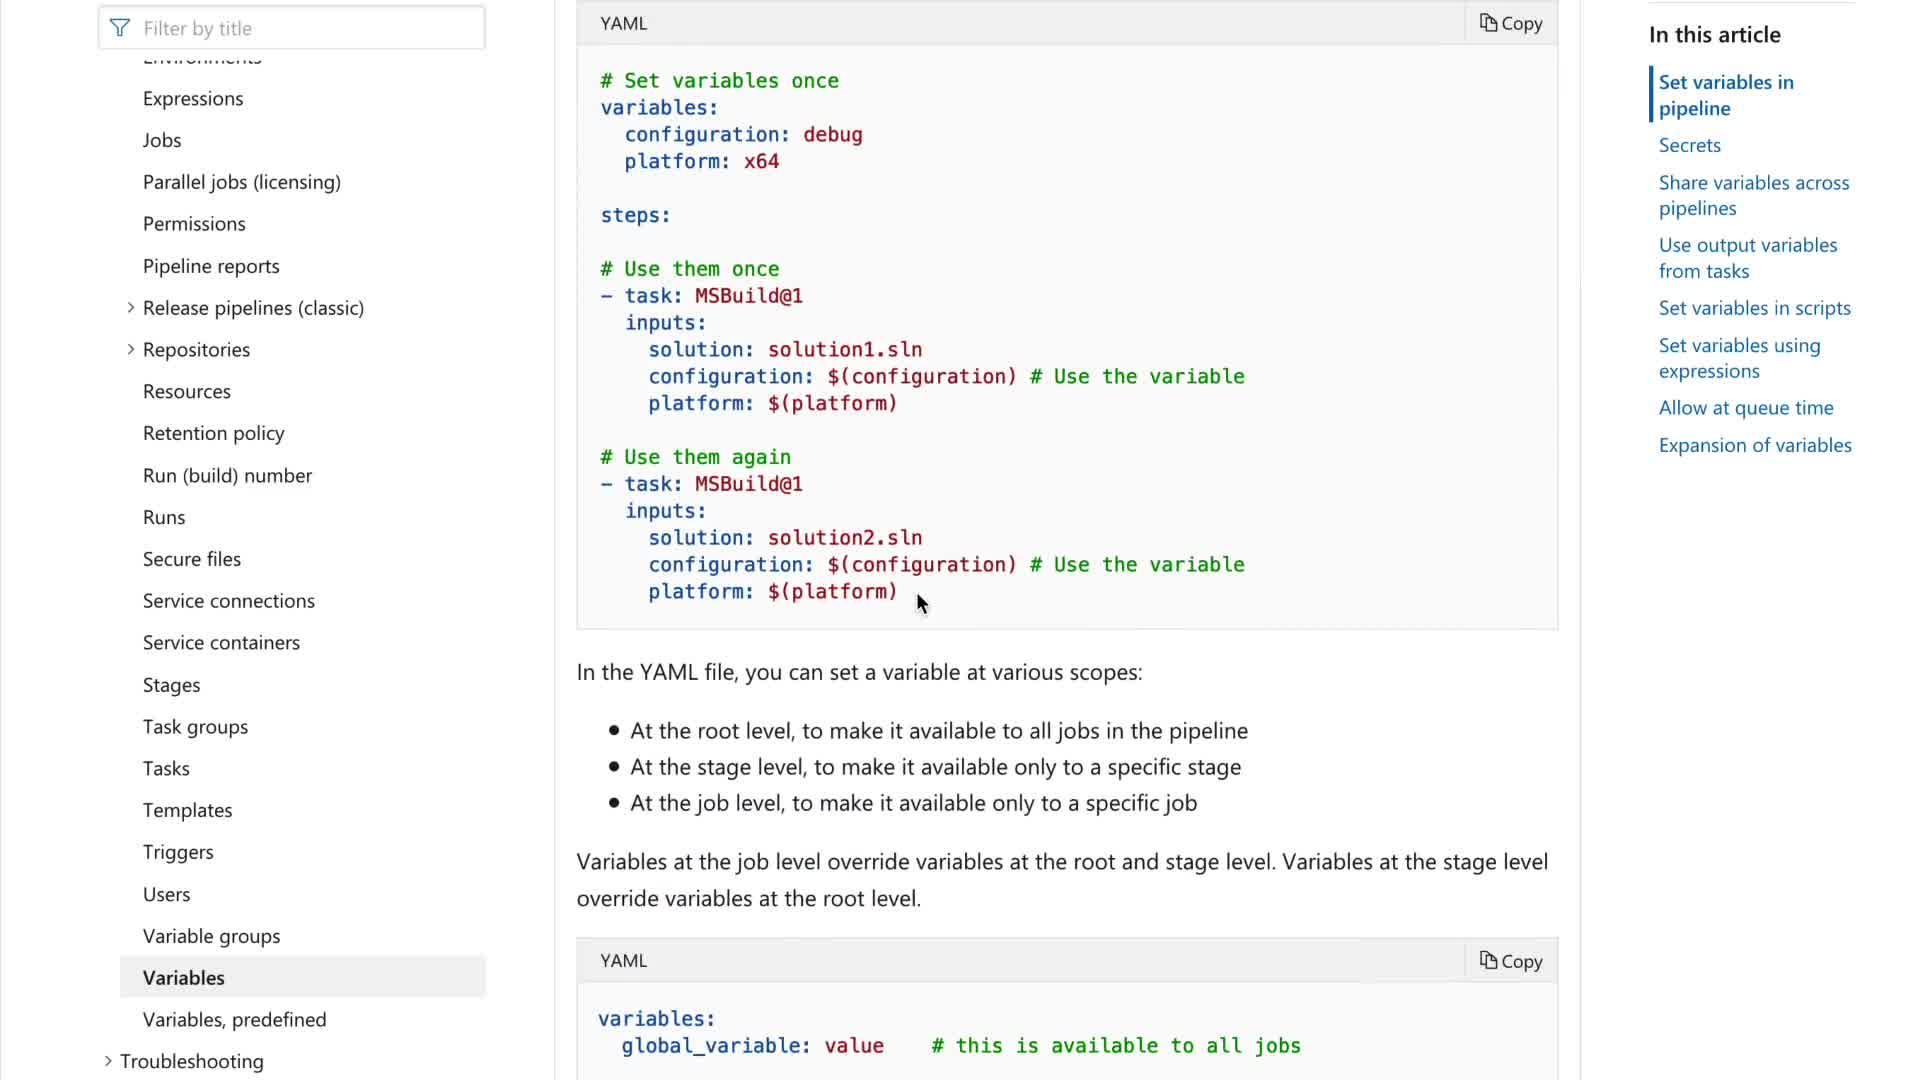 Filter by title
Environments
Expressions
Jobs
Parallel jobs (licensing)
Permissions
Pipeline reports
Release pipelines (classic)
Repositories
Resources
Retention policy
Run (build) number
Runs
Secure files
Service connections
Service containers
Stages
Task groups
Tasks
Templates
Triggers
Users
Variable groups
Variables
Variables, predefined
Troubleshooting
YAML
Copy
# Set variables once
variables:
  configuration: debug
  platform: x64
steps:
# Use them once
- task: MSBuild@1
  inputs:
    solution: solution1.sln
    configuration: $(configuration) # Use the variable
    platform: $(platform)
# Use them again
- task: MSBuild@1
  inputs:
    solution: solution2.sln
    configuration: $(configuration) # Use the variable
    platform: $(platform)
In the YAML file, you can set a variable at various scopes:
● At the root level, to make it available to all jobs in the pipeline
● At the stage level, to make it available only to a specific stage
● At the job level, to make it available only to a specific job
Variables at the job level override variables at the root and stage level. Variables at the stage level
override variables at the root level.
YAML
Copy
variables:
  global_variable: value    # this is available to all jobs
In this article
Set variables in
pipeline
Secrets
Share variables across
pipelines
Use output variables
from tasks
Set variables in scripts
Set variables using
expressions
Allow at queue time
Expansion of variables